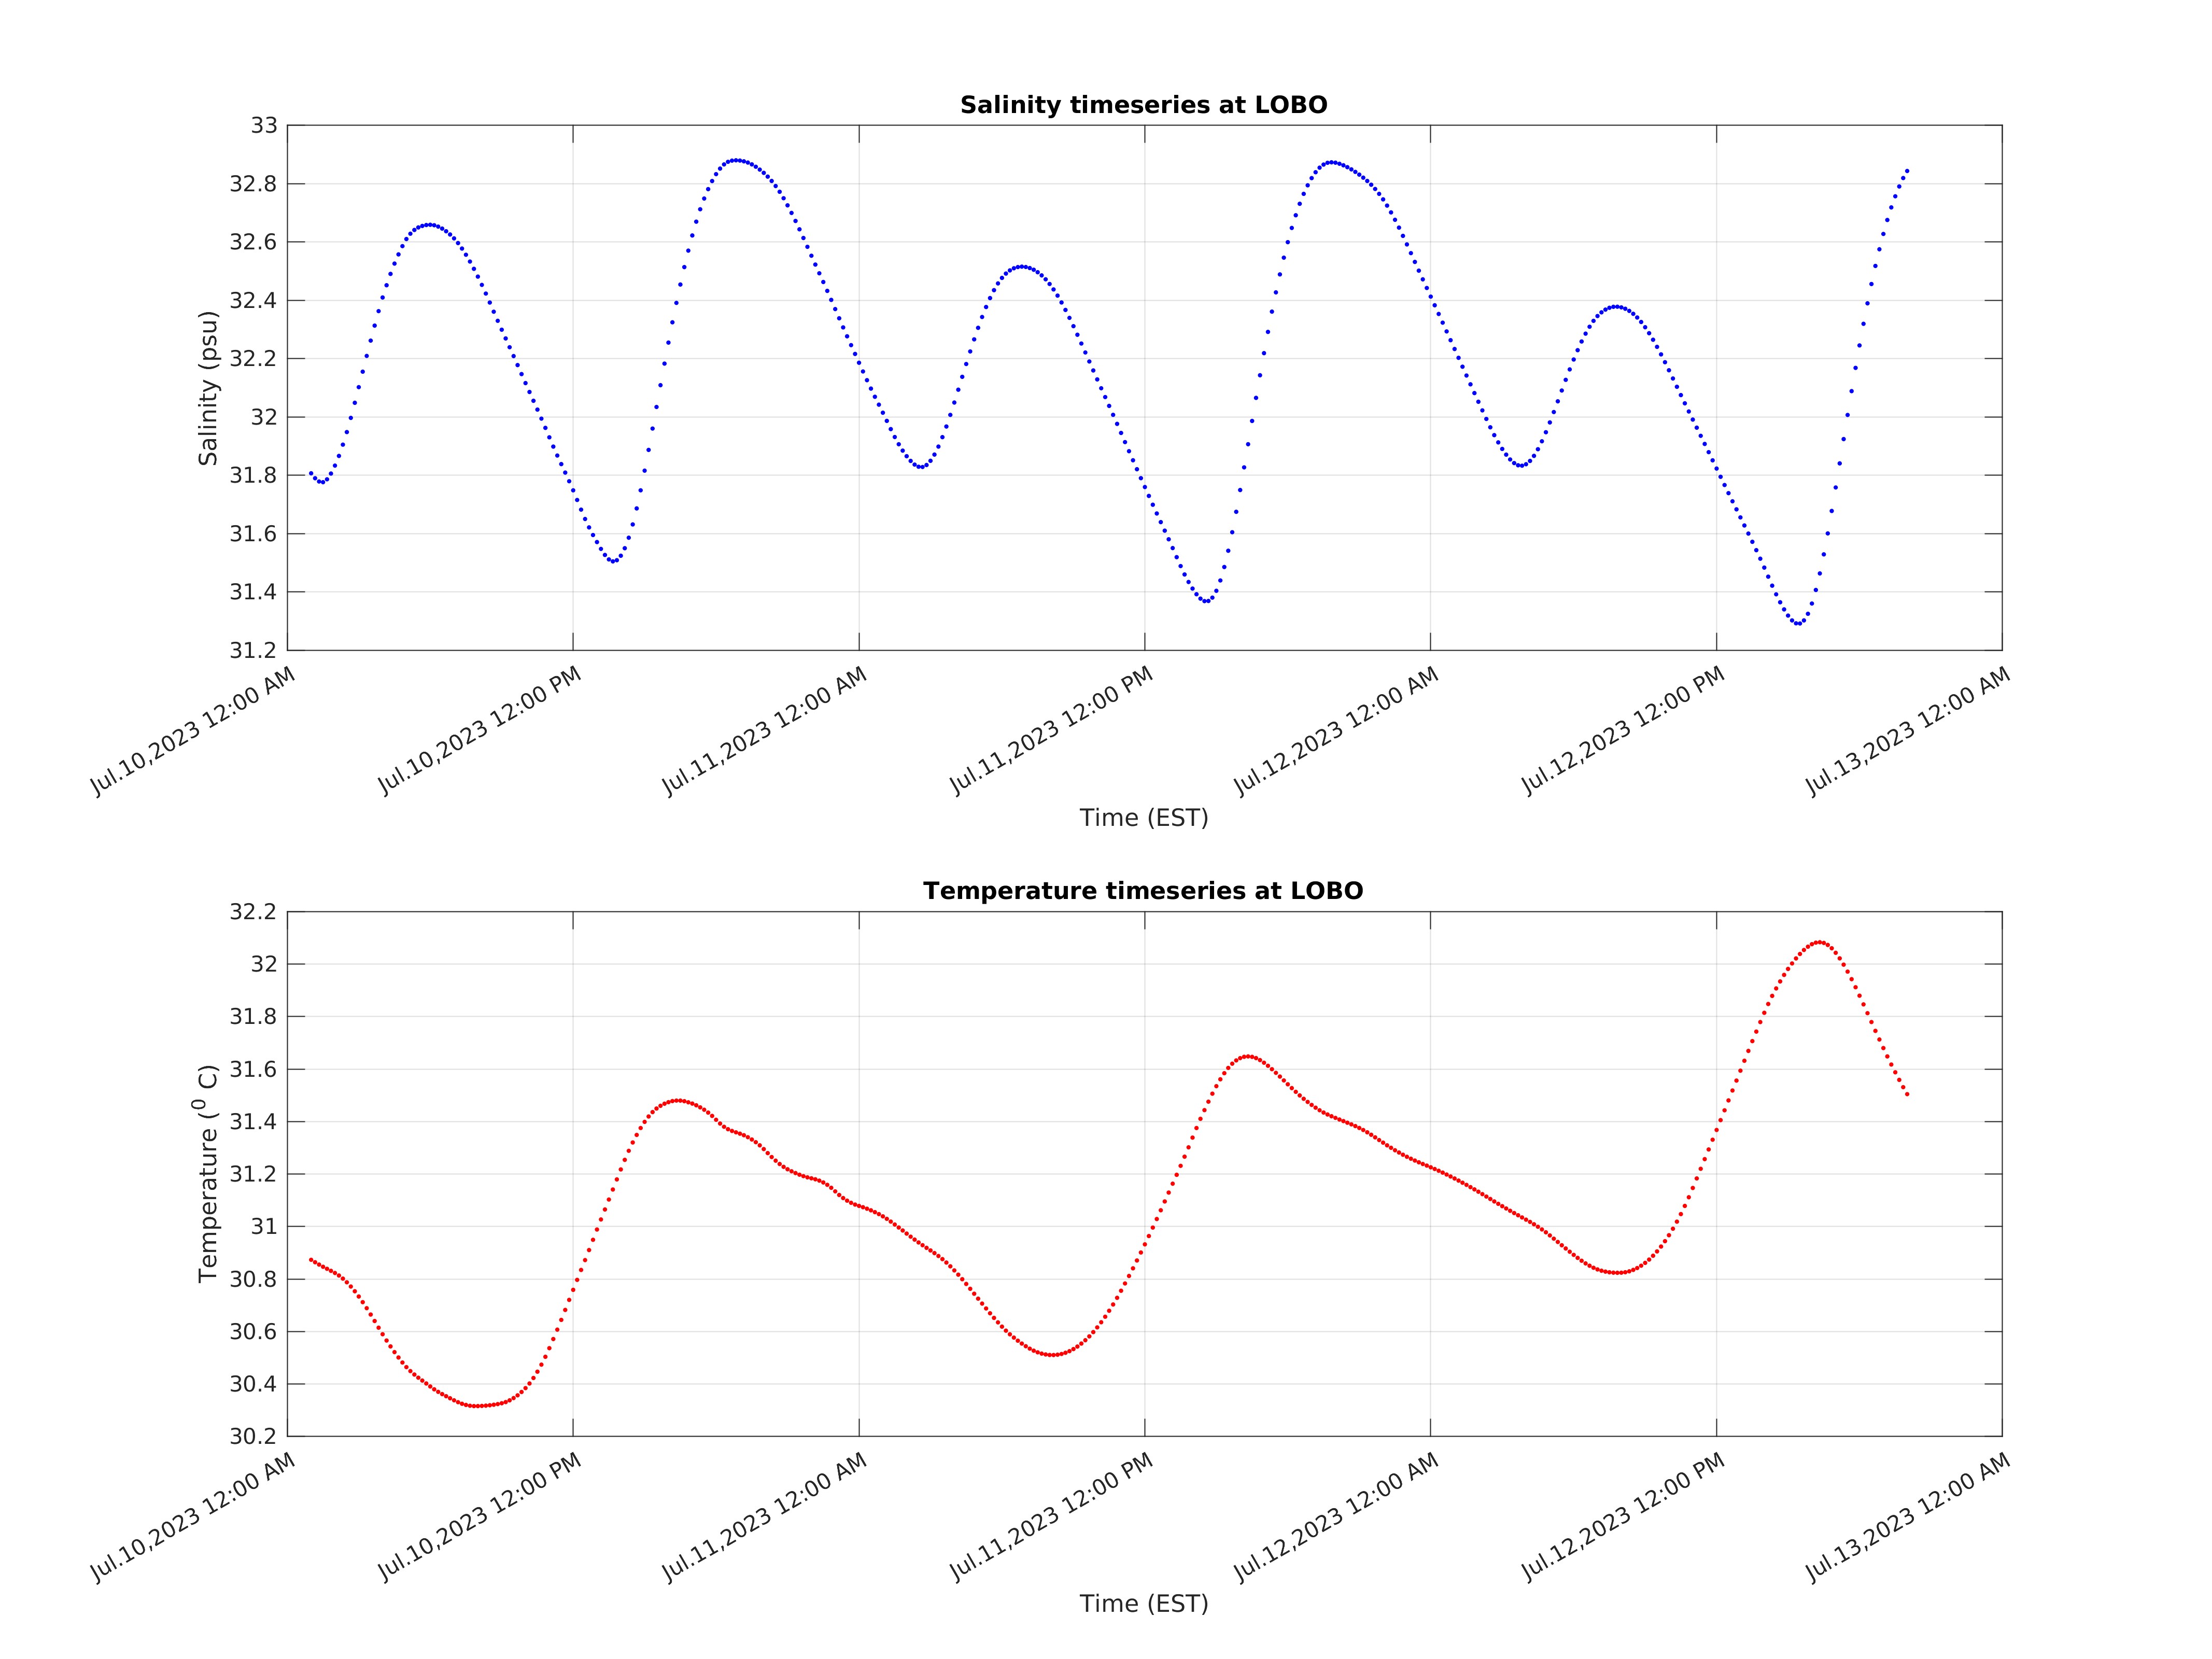 Salinity timeseries at LOBO
Salinity (psu)
33
32.8
32.6
32.4
32.2
32
31.8
31.6
31.4
31.2
Jul.10,2023 12:00 AM
Jul.10,2023 12:00 PM
Jul.11,2023 12:00 AM
Jul.11,2023 12:00 PM
Jul.12,2023 12:00 AM
Jul.12,2023 12:00 PM
Jul.13,2023 12:00 AM
Time (EST)
Temperature timeseries at LOBO
Temperature (⁰ C)
32.2
32
31.8
31.6
31.4
31.2
31
30.8
30.6
30.4
30.2
Jul.10,2023 12:00 AM
Jul.10,2023 12:00 PM
Jul.11,2023 12:00 AM
Jul.11,2023 12:00 PM
Jul.12,2023 12:00 AM
Jul.12,2023 12:00 PM
Jul.13,2023 12:00 AM
Time (EST)